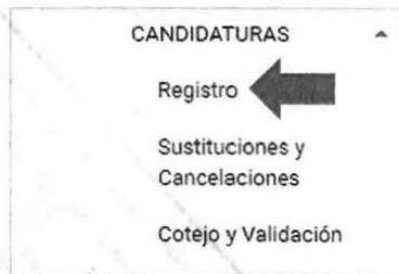 CANDIDATURAS
Registro
Sustituciones y
Cancelaciones
Cotejo y Validación